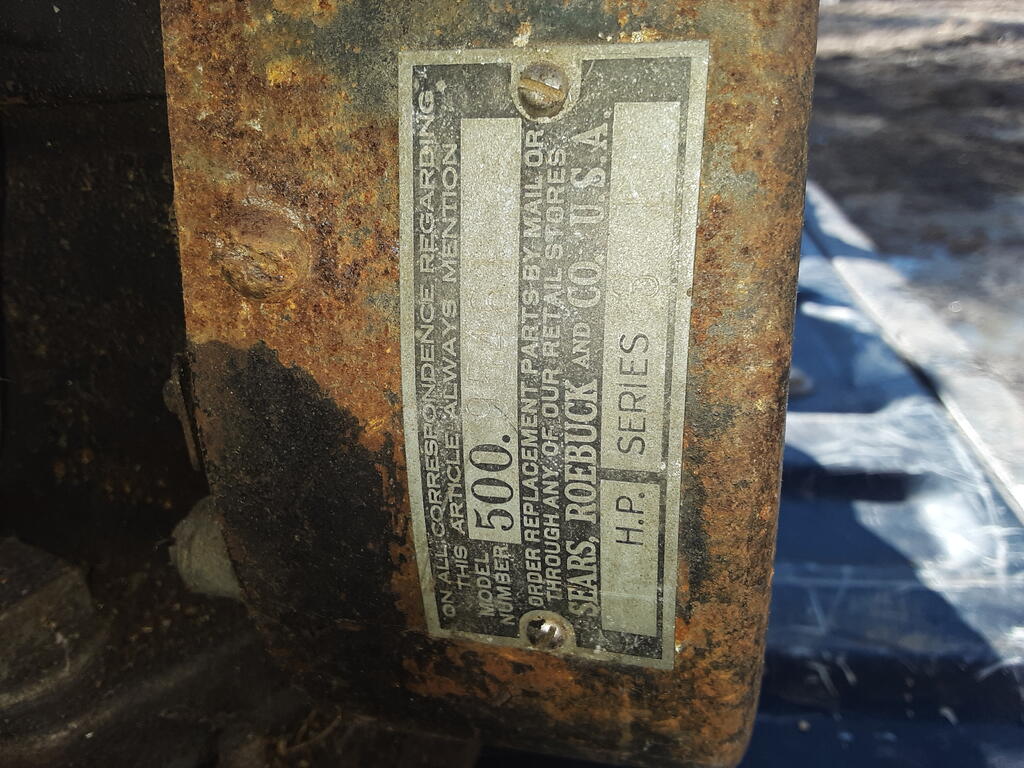 ON ALL CORRESPONDENCE REGARDING
THIS ARTICLE ALWAYS MENTION
MODEL
NUMBER 500.
ORDER REPLACEMENT PARTS BY MAIL OR
THROUGH ANY OF OUR RETAIL STORES
SEARS, ROEBUCK AND CO. U.S.A.
H.P. SERIES 3